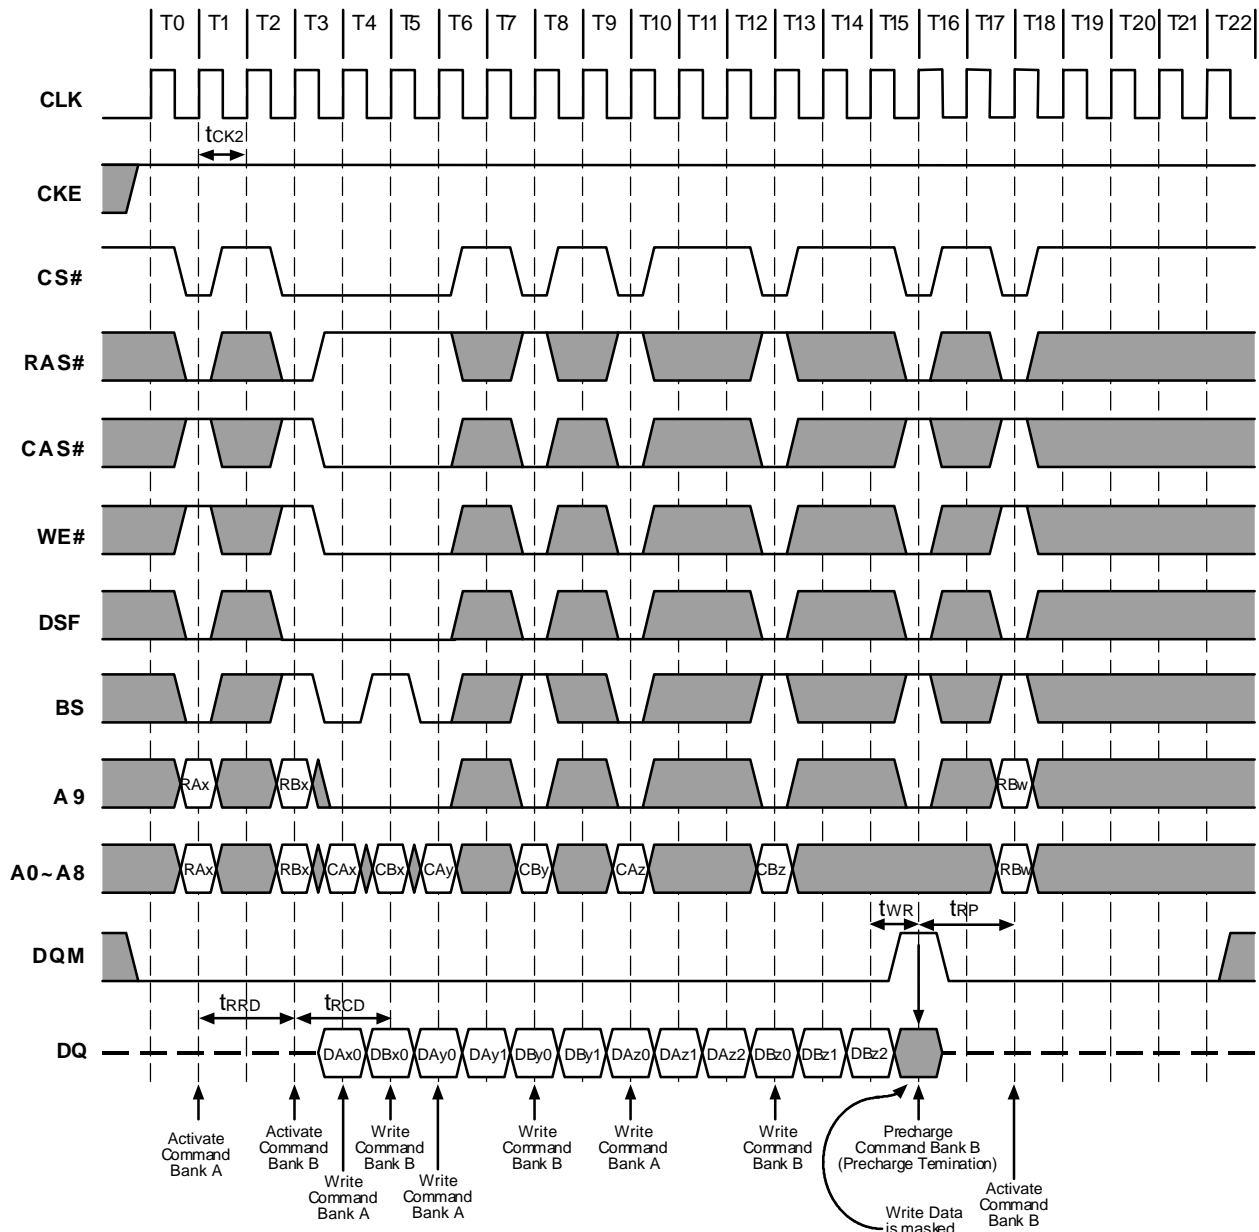 T0 T1 T2 T3 T4 T5 T6 T7 T8 T9 T10 T11 T12 T13 T14 T15 T16 T17 T18 T19 T20 T21 T22
CLK
tCK2
CKE
CS#
RAS#
CAS#
WE#
DSF
BS
A9
RAx RBx RBw
A0~A8
RAx RBx CAx CBx CAy CBy CAz CBz RBw
tWR tRP
DQM
tRRD tRCD
DQ
DAx0 DBx0 DAy0 DAy1 DBy0 DBy1 DAz0 DAz1 DAz2 DBz0 DBz1 DBz2
Activate
Command
Bank A
Activate
Command
Bank B
Write
Command
Bank A
Write
Command
Bank B
Write
Command
Bank A
Write
Command
Bank B
Write
Command
Bank A
Write
Command
Bank B
Precharge
Command Bank B
(Precharge Temination)
Write Data
is masked
Activate
Command
Bank B